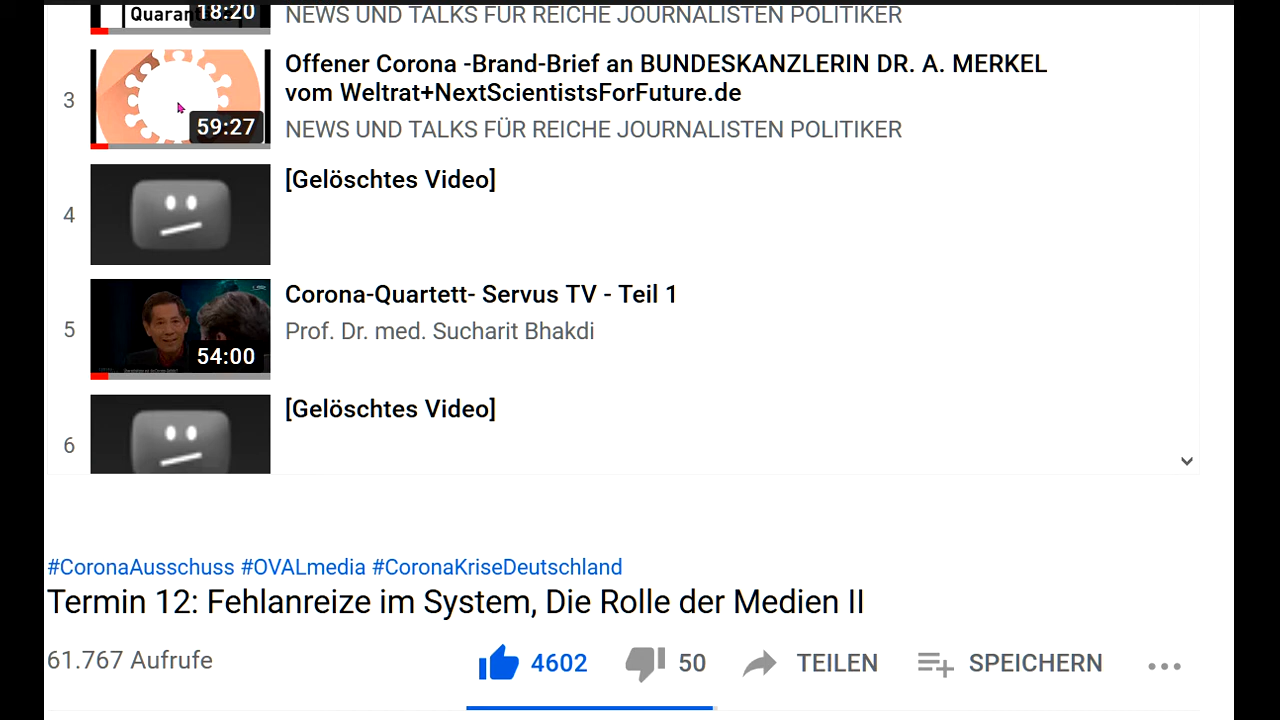 Quarant
18:20
NEWS UND TALKS FÜR REICHE JOURNALISTEN POLITIKER
3
59:27
Offener Corona -Brand-Brief an BUNDESKANZLERIN DR. A. MERKEL
vom Weltrat+NextScientistsForFuture.de
NEWS UND TALKS FÜR REICHE JOURNALISTEN POLITIKER
4
[Gelöschtes Video]
5
54:00
Corona-Quartett- Servus TV - Teil 1
Prof. Dr. med. Sucharit Bhakdi
6
[Gelöschtes Video]
#CoronaAusschuss #OVALmedia #CoronaKriseDeutschland
Termin 12: Fehlanreize im System, Die Rolle der Medien II
61.767 Aufrufe
4602
50
TEILEN
SPEICHERN